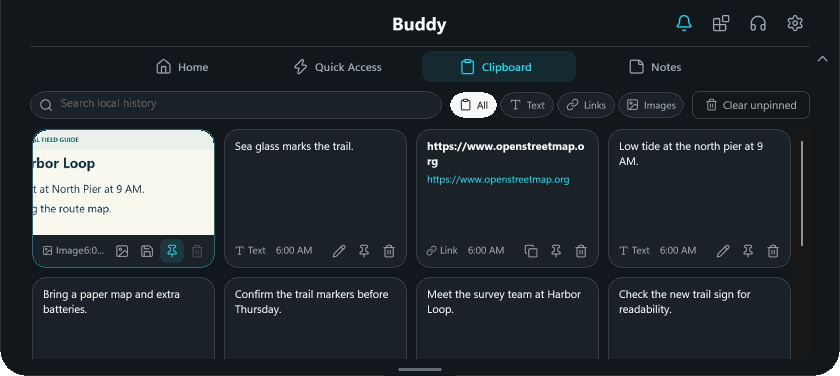 Buddy
Home
Quick Access
Clipboard
Notes
Search local history
All
Text
Links
Images
Clear unpinned
AL FIELD GUIDE
rbor Loop
t at North Pier at 9 AM.
g the route map.
Image6:0...
Sea glass marks the trail.
Text 6:00 AM
https://www.openstreetmap.o
rg
https://www.openstreetmap.org
Link 6:00 AM
Low tide at the north pier at 9
AM.
Text 6:00 AM
Bring a paper map and extra
batteries.
Confirm the trail markers before
Thursday.
Meet the survey team at Harbor
Loop.
Check the new trail sign for
readability.